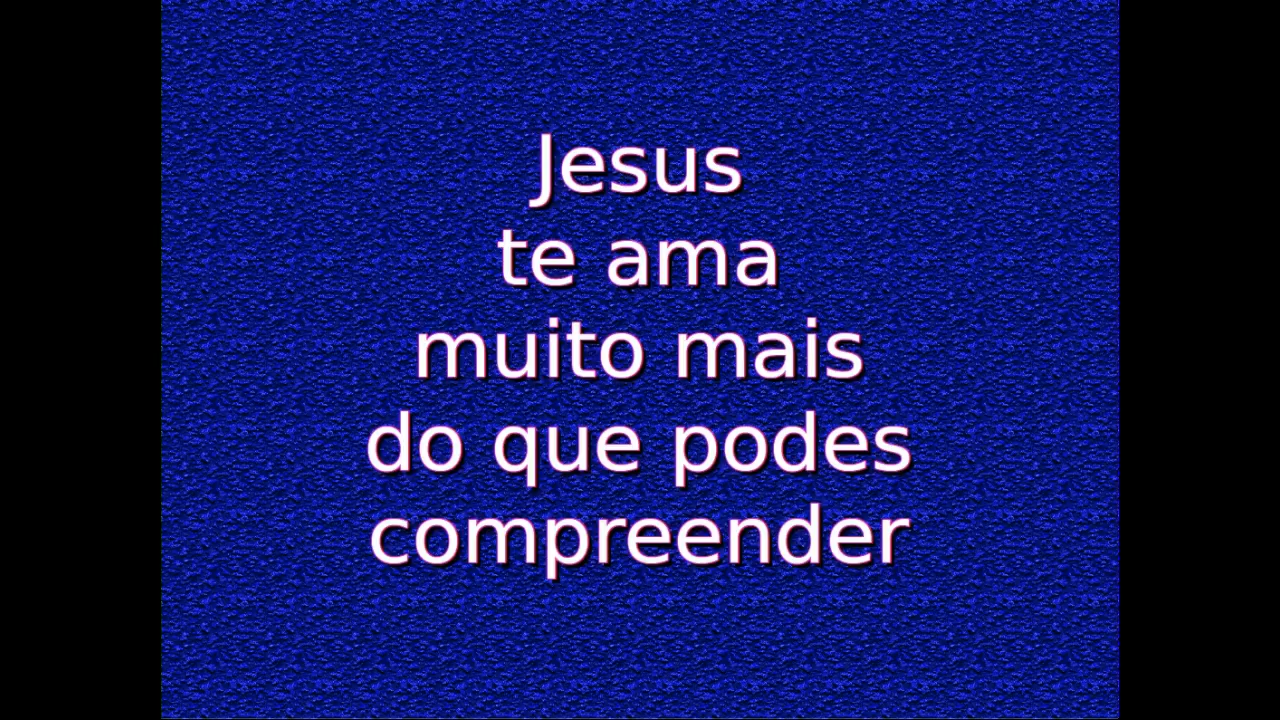 Jesus
te ama
muito mais
do que podes
compreender